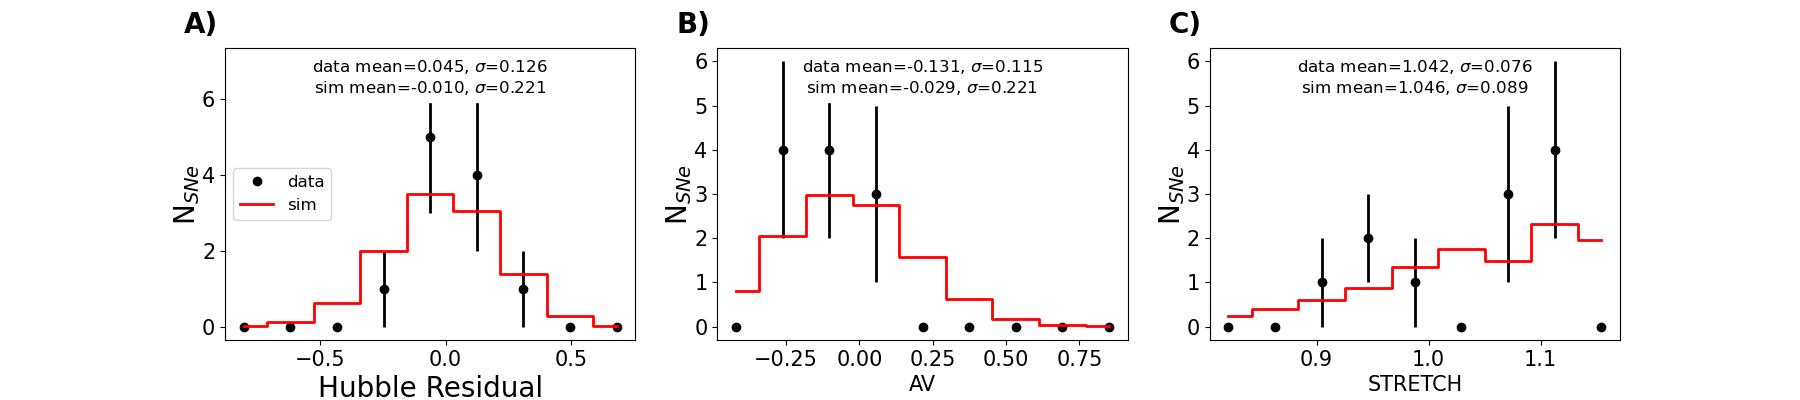 A)
data mean=0.045, σ=0.126
sim mean=-0.010, σ=0.221
data
sim
N_SNe
6
4
2
0
−0.5
0.0
0.5
Hubble Residual
B)
data mean=-0.131, σ=0.115
sim mean=-0.029, σ=0.221
N_SNe
6
5
4
3
2
1
0
−0.25
0.00
0.25
0.50
0.75
AV
C)
data mean=1.042, σ=0.076
sim mean=1.046, σ=0.089
N_SNe
6
5
4
3
2
1
0
0.9
1.0
1.1
STRETCH